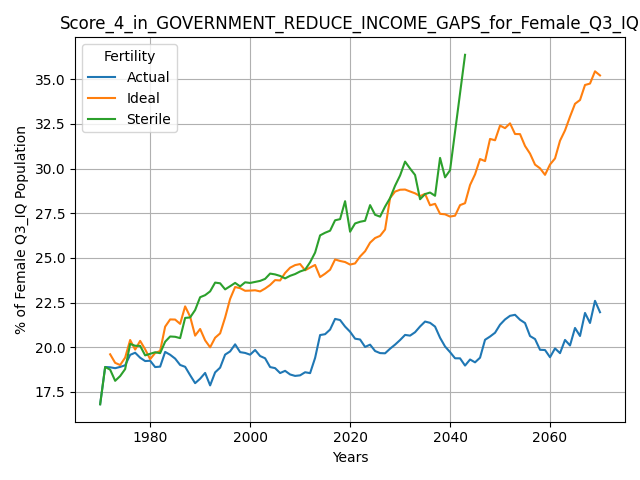 Score_4_in_GOVERNMENT_REDUCE_INCOME_GAPS_for_Female_Q3_IQ
Fertility
Actual
Ideal
Sterile
% of Female Q3_IQ Population
35.0
32.5
30.0
27.5
25.0
22.5
20.0
17.5
1980 2000 2020 2040 2060
Years